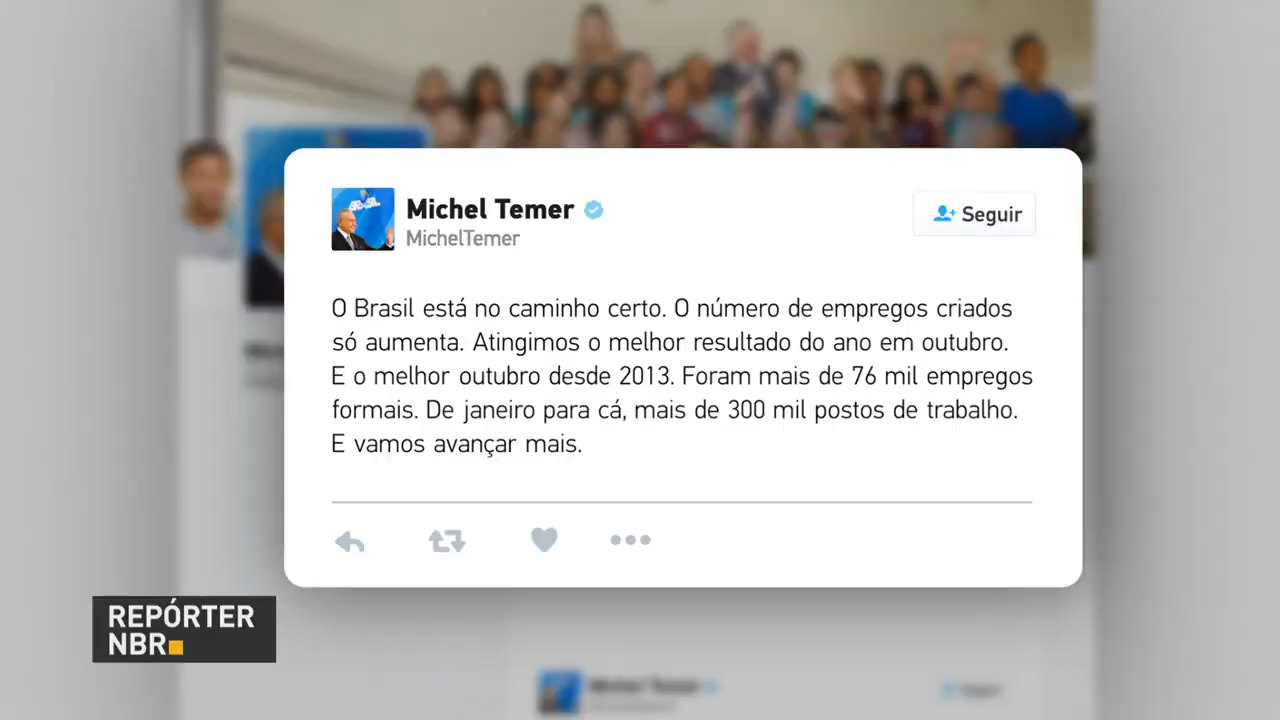 Michel Temer
MichelTemer
Seguir
O Brasil está no caminho certo. O número de empregos criados
só aumenta. Atingimos o melhor resultado do ano em outubro.
E o melhor outubro desde 2013. Foram mais de 76 mil empregos
formais. De janeiro para cá, mais de 300 mil postos de trabalho.
E vamos avançar mais.
REPÓRTER
NBR